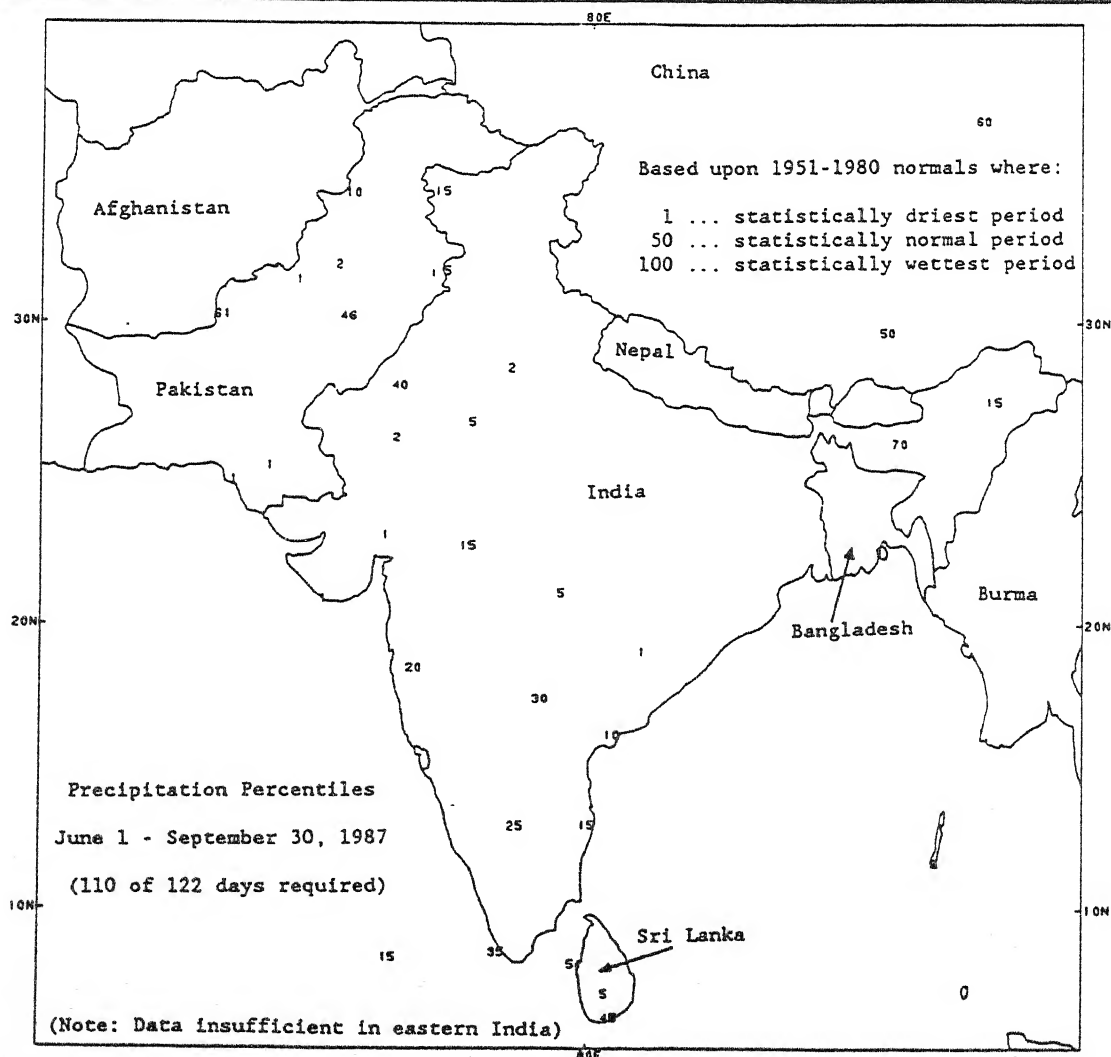 80E
China
60
Based upon 1951-1980 normals where:
1 ... statistically driest period
50 ... statistically normal period
100 ... statistically wettest period
10
15
Afghanistan
2
1
15
61
46
30N
30N
50
Nepal
2
Pakistan
40
15
5
2
70
1
India
1
15
5
Burma
20N
20N
Bangladesh
1
20
30
10
Precipitation Percentiles
25
15
June 1 - September 30, 1987
(110 of 122 days required)
10N
10N
Sri Lanka
15
35
5
5
(Note: Data insufficient in eastern India)
80E